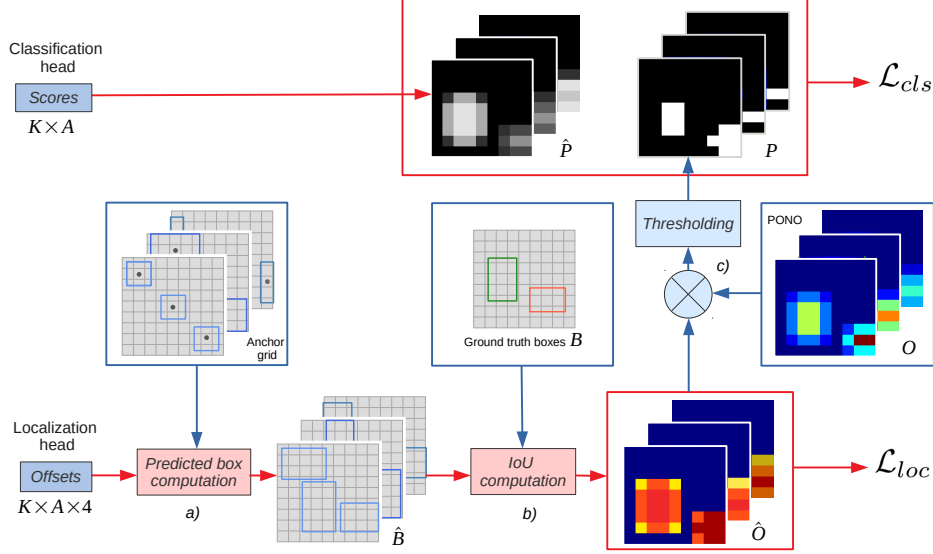 Classification
head
Scores
K×A
P̂
P
ℒcls
Thresholding
PONO
c)
O
Anchor
grid
Ground truth boxes B
Localization
head
Offsets
K×A×4
Predicted box
computation
a)
B̂
IoU
computation
b)
Ô
ℒloc